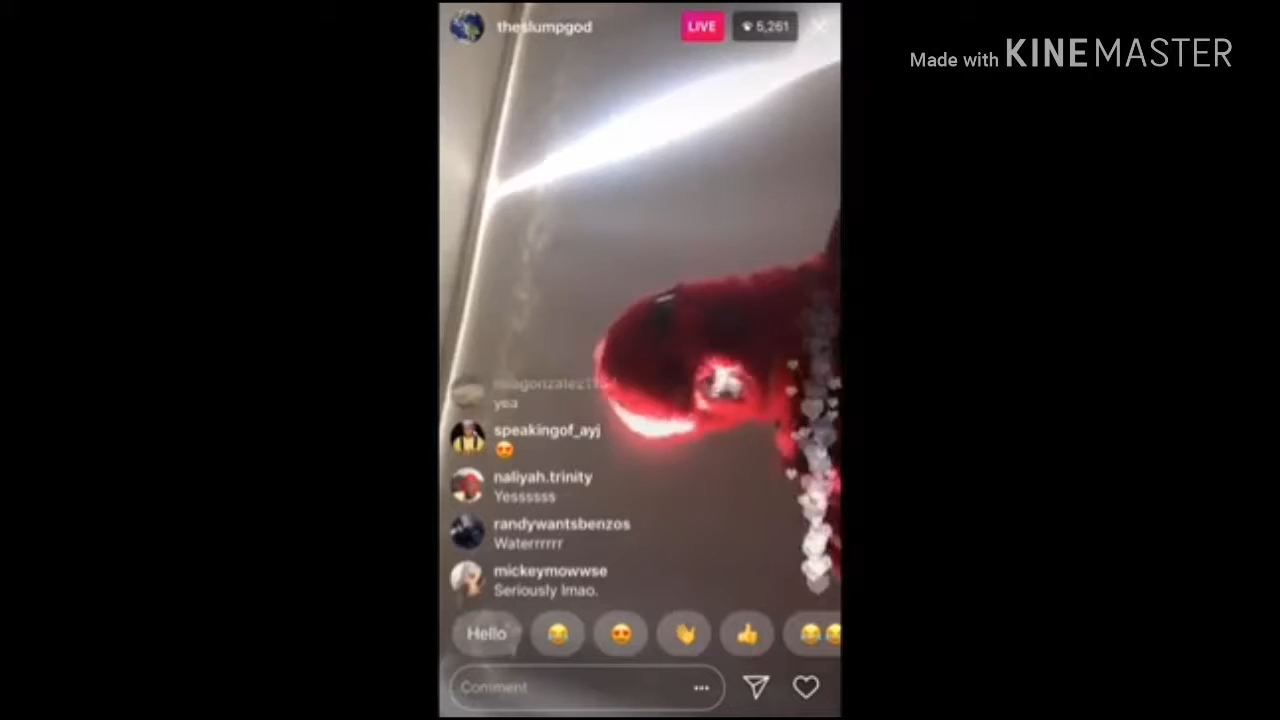 theslumpgod
LIVE
5,261
Made with KINEMASTER
yea
speakingof_ayj
😍
naliyah.trinity
Yessssss
randywantsbenzos
Waterrrrrr
mickeymowwse
Seriously lmao.
Hello 😂 😍 👏 👍 😂😂
Comment